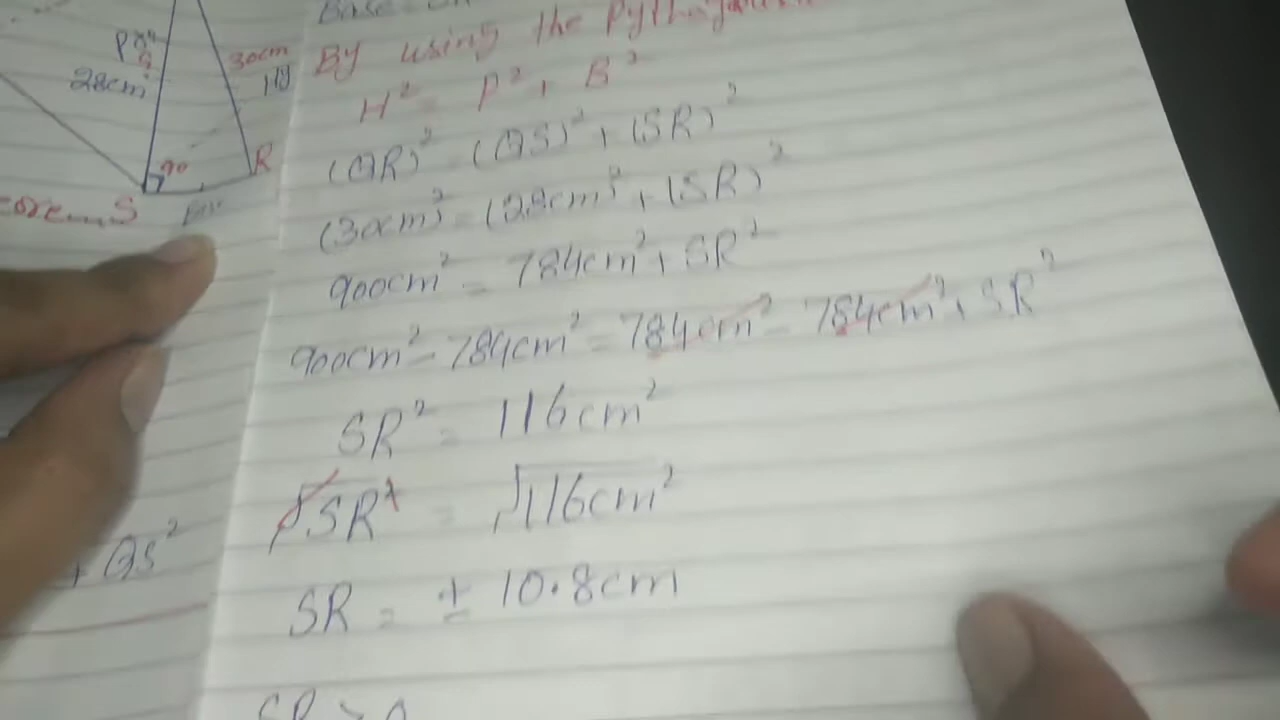 28cm
30cm
Hy
90
R
S
By using the Pythagoras
H² = P² + B²
(QR)² = (QS)² + (SR)²
(30cm)² = (28cm)² + (SR)²
900cm² = 784cm² + SR²
900cm² - 784cm² = 784cm² - 784cm² + SR²
SR² = 116cm²
√SR² = √116cm²
+ QS²
SR = ± 10.8cm